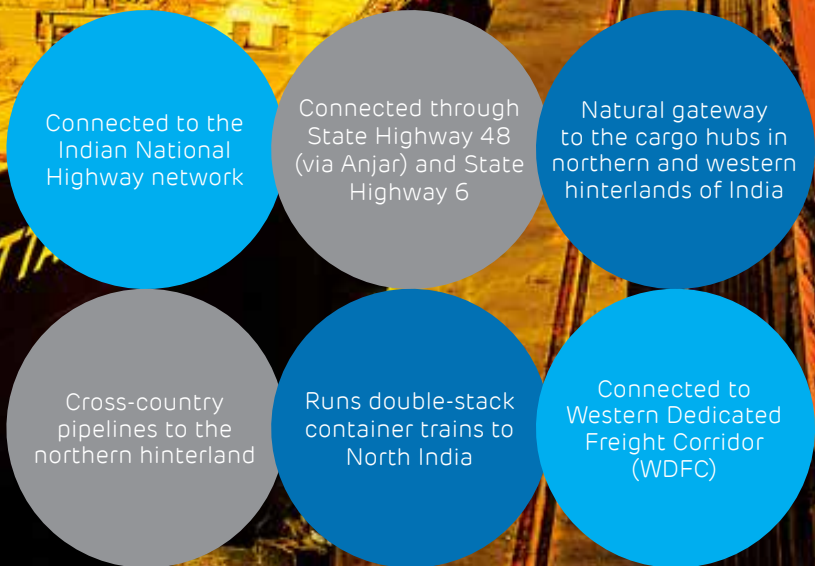 Connected to the
Indian National
Highway network
Connected through
State Highway 48
(via Anjar) and State
Highway 6
Natural gateway
to the cargo hubs in
northern and western
hinterlands of India
Cross-country
pipelines to the
northern hinterland
Runs double-stack
container trains to
North India
Connected to
Western Dedicated
Freight Corridor
(WDFC)